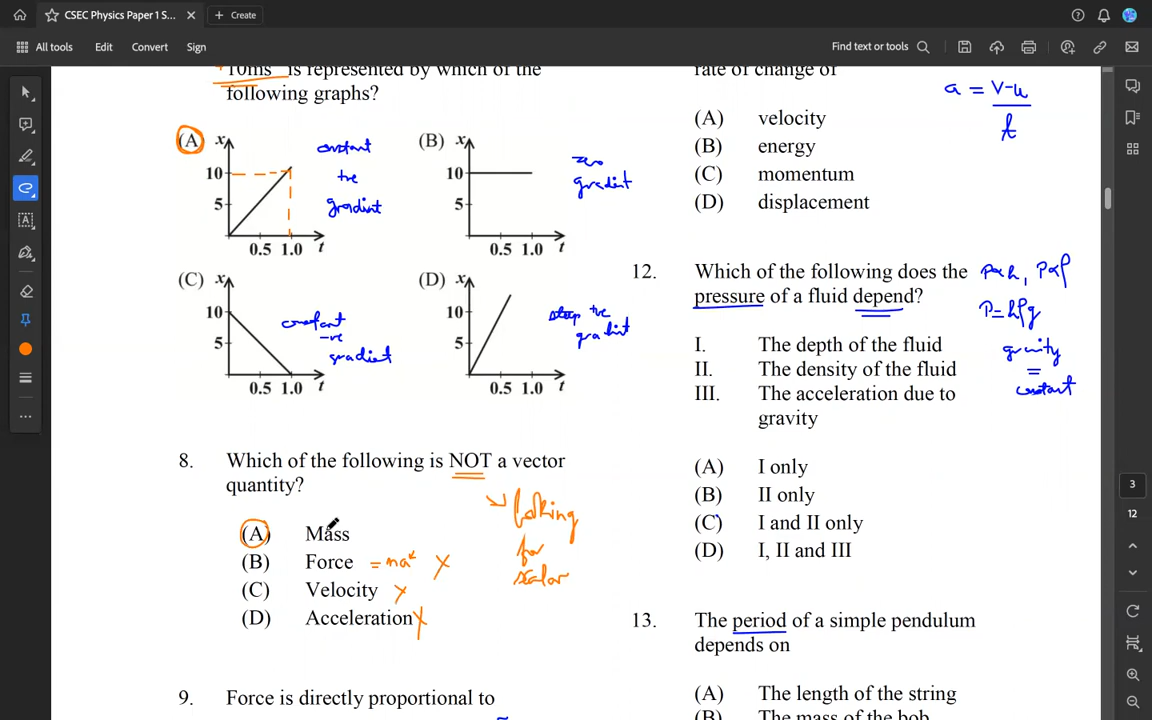 CSEC Physics Paper 1 S...
+ Create
All tools
Edit
Convert
Sign
Find text or tools
10ms is represented by which of the
following graphs?
(A)
x
10
5
0.5 1.0 t
constant
+ve
gradient
(B)
x
10
5
0.5 1.0 t
zero
gradient
(C)
x
10
5
0.5 1.0 t
constant
-ve
gradient
(D)
x
10
5
0.5 1.0 t
steep +ve
gradient
8. Which of the following is NOT a vector
quantity?
looking
for
scalar
(A) Mass
(B) Force = ma x
(C) Velocity x
(D) Acceleration x
9. Force is directly proportional to
rate of change of
a = v-u
t
(A) velocity
(B) energy
(C) momentum
(D) displacement
12. Which of the following does the
pressure of a fluid depend?
P∝h, P∝ρ
P=hρg
gravity
=
constant
I. The depth of the fluid
II. The density of the fluid
III. The acceleration due to
gravity
(A) I only
(B) II only
(C) I and II only
(D) I, II and III
13. The period of a simple pendulum
depends on
(A) The length of the string
(B) The mass of the bob
3
12